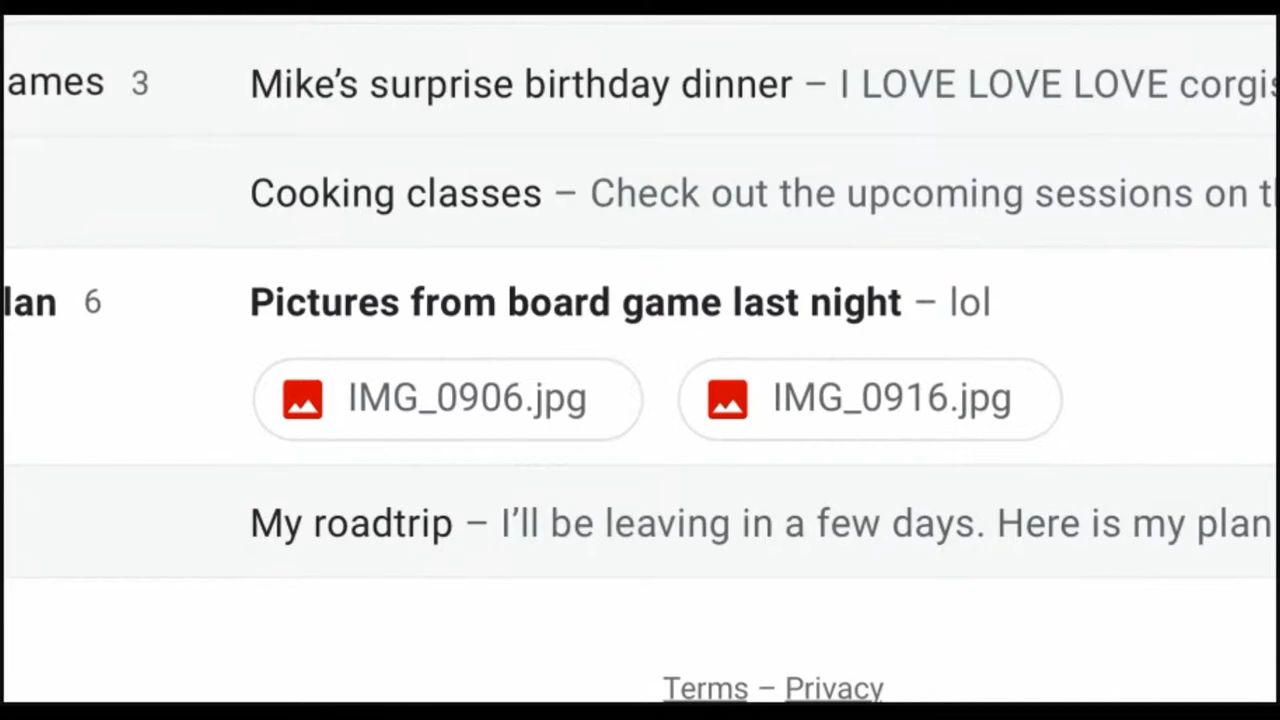 ames 3 Mike’s surprise birthday dinner – I LOVE LOVE LOVE corgis
Cooking classes – Check out the upcoming sessions on t
lan 6 Pictures from board game last night – lol
IMG_0906.jpg IMG_0916.jpg
My roadtrip – I’ll be leaving in a few days. Here is my plan
Terms – Privacy